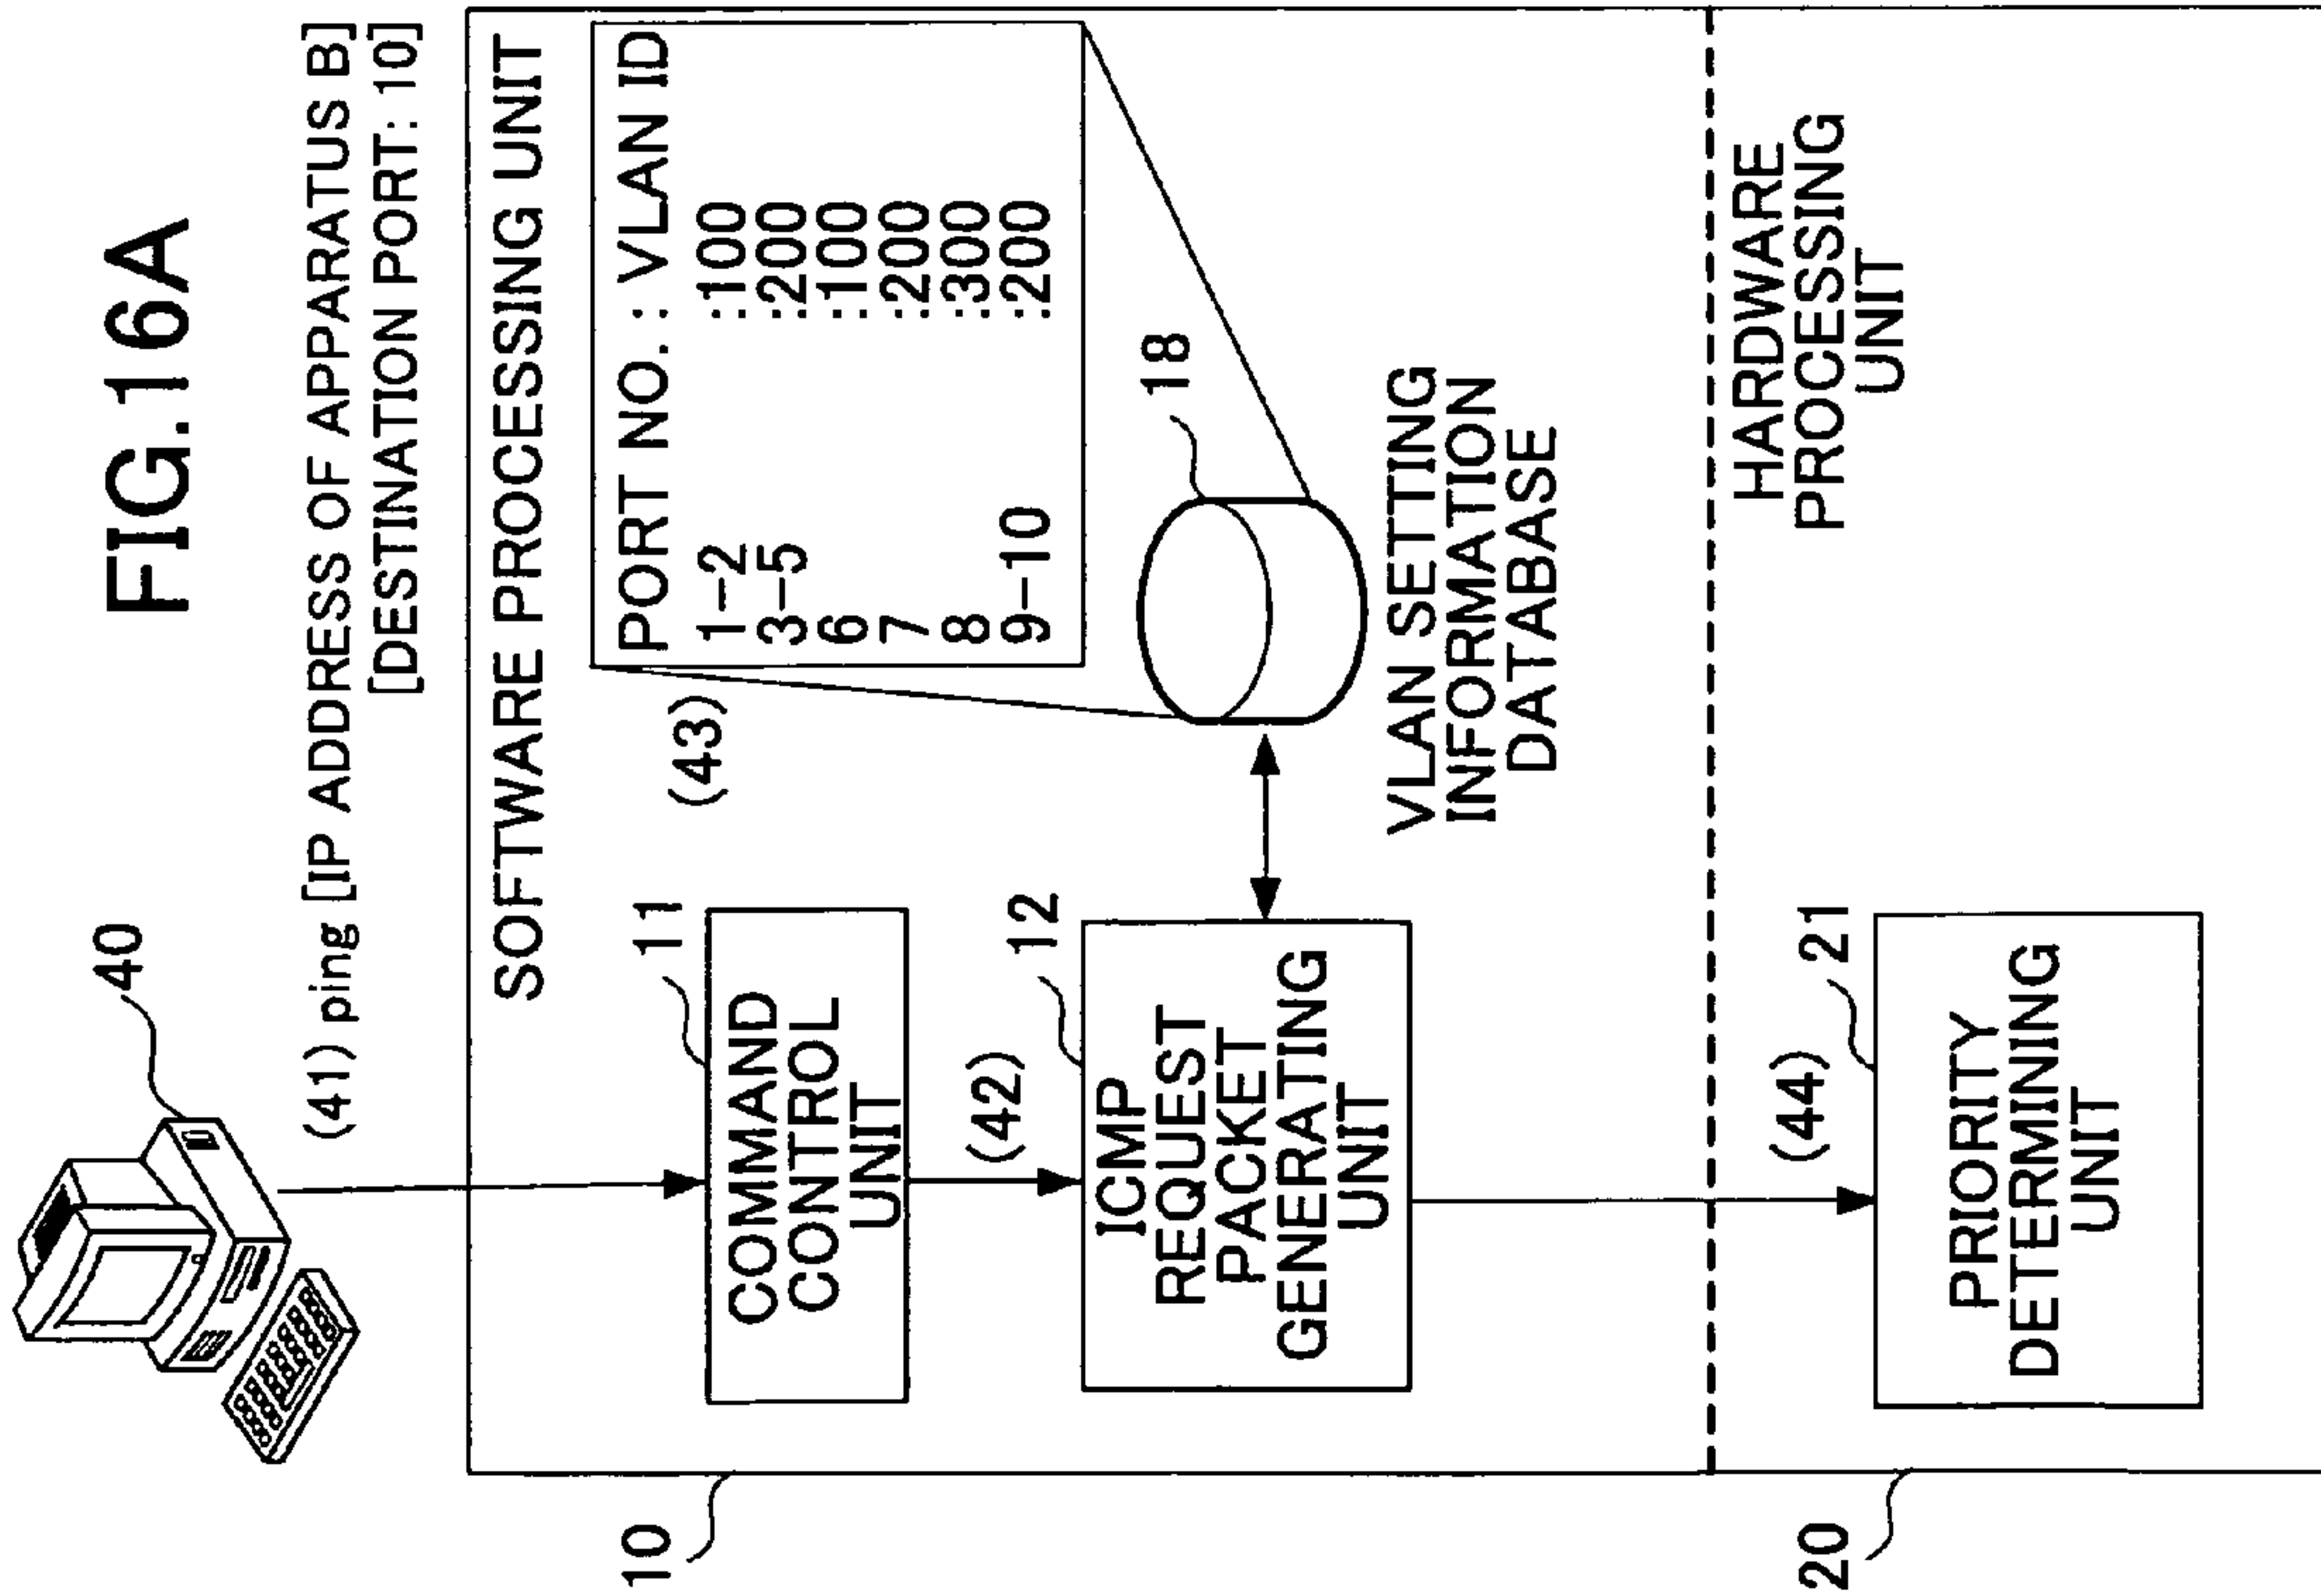 FIG.16A
40
(41) ping [IP ADDRESS OF APPARATUS B]
[DESTINATION PORT: 10]
10
SOFTWARE PROCESSING UNIT
11
COMMAND
CONTROL
UNIT
(42)
12
ICMP
REQUEST
PACKET
GENERATING
UNIT
(43)
PORT NO. : VLAN ID
1-2 :100
3-5 :200
6 :100
7 :200
8 :300
9-10 :200
18
VLAN SETTING
INFORMATION
DATABASE
20
HARDWARE
PROCESSING
UNIT
(44)
21
PRIORITY
DETERMINING
UNIT